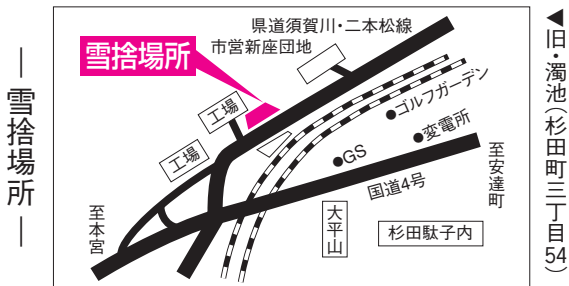 ◀旧・濁池(杉田町三丁目54)
県道須賀川・二本松線
市営新座団地
雪捨場所
工場
工場
ゴルフガーデン
変電所
GS
国道4号
至安達町
至本宮
大平山
杉田駄子内
― 雪捨場所 ―